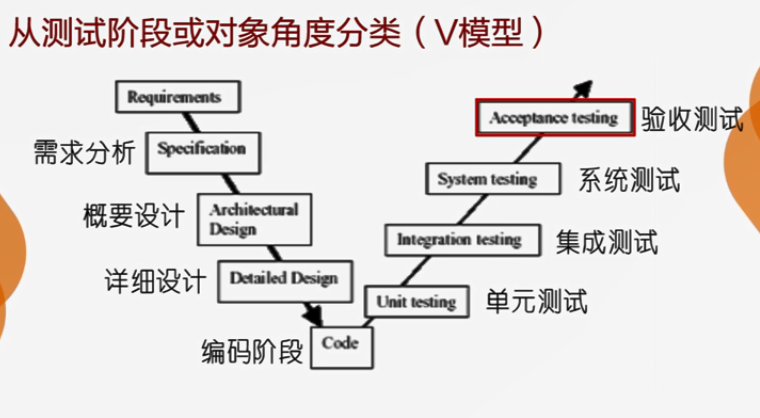 从测试阶段或对象角度分类（V模型）
Requirements
需求分析
Specification
概要设计
Architectural
Design
详细设计
Detailed Design
编码阶段
Code
Unit testing
单元测试
Integration testing
集成测试
System testing
系统测试
Acceptance testing
验收测试